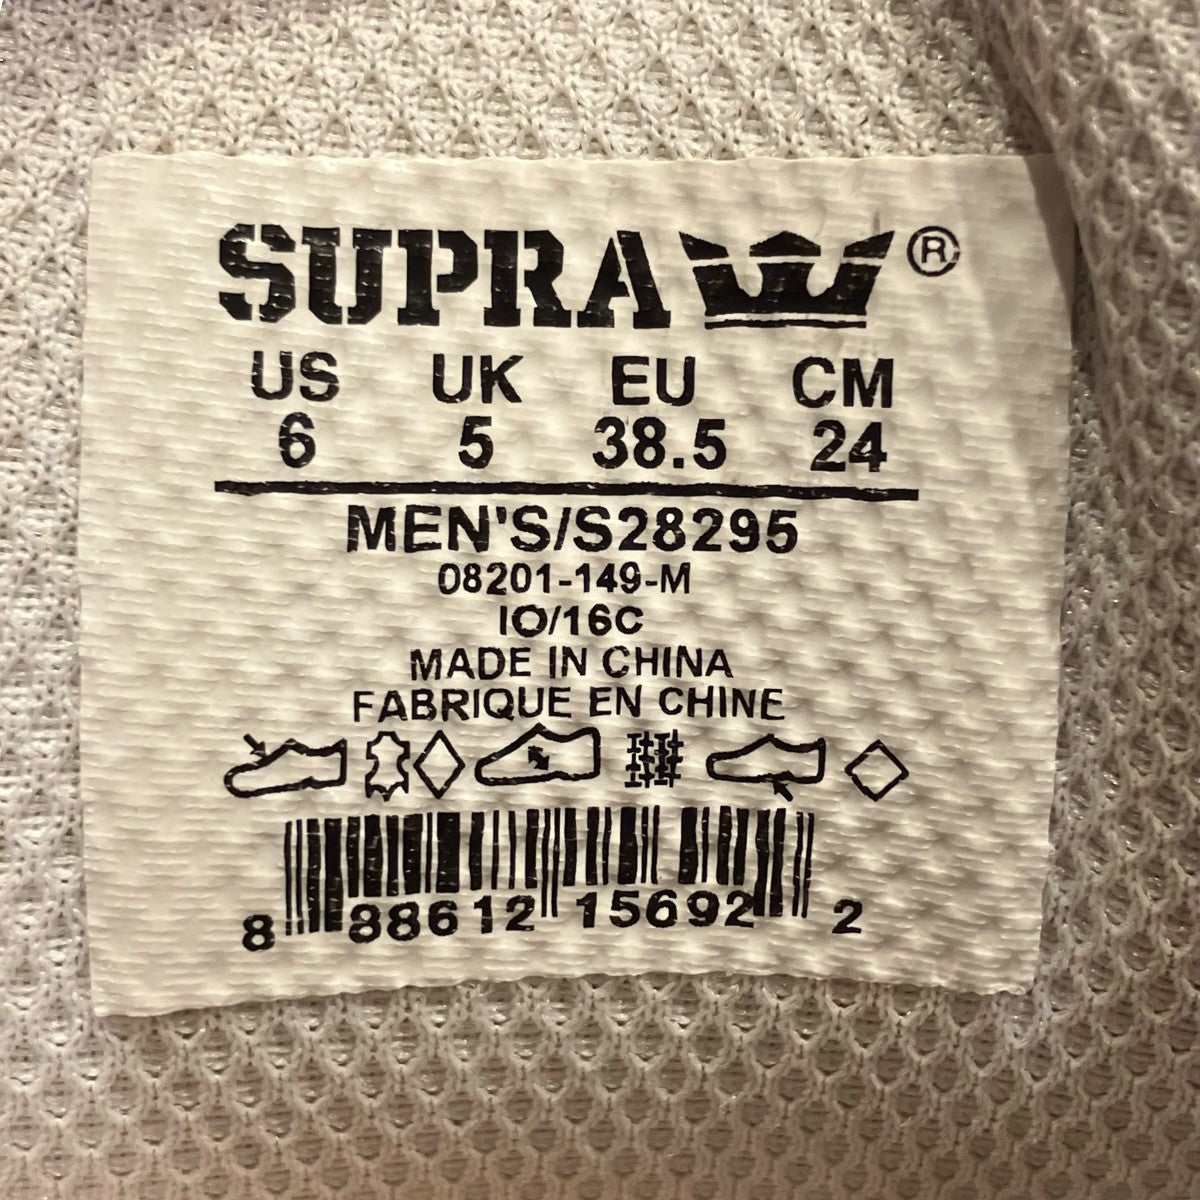 SUPRA ®
US UK EU CM
6 5 38.5 24
MEN'S/S28295
08201-149-M
IO/16C
MADE IN CHINA
FABRIQUE EN CHINE
8 88612 15692 2